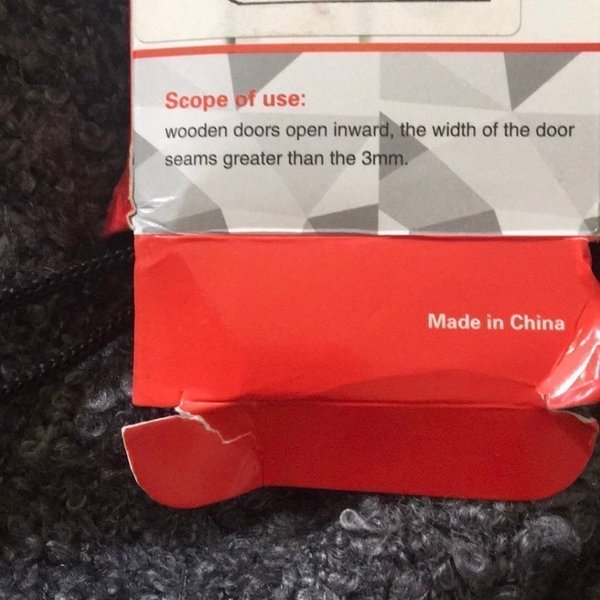 Scope of use:
wooden doors open inward, the width of the door
seams greater than the 3mm.
Made in China